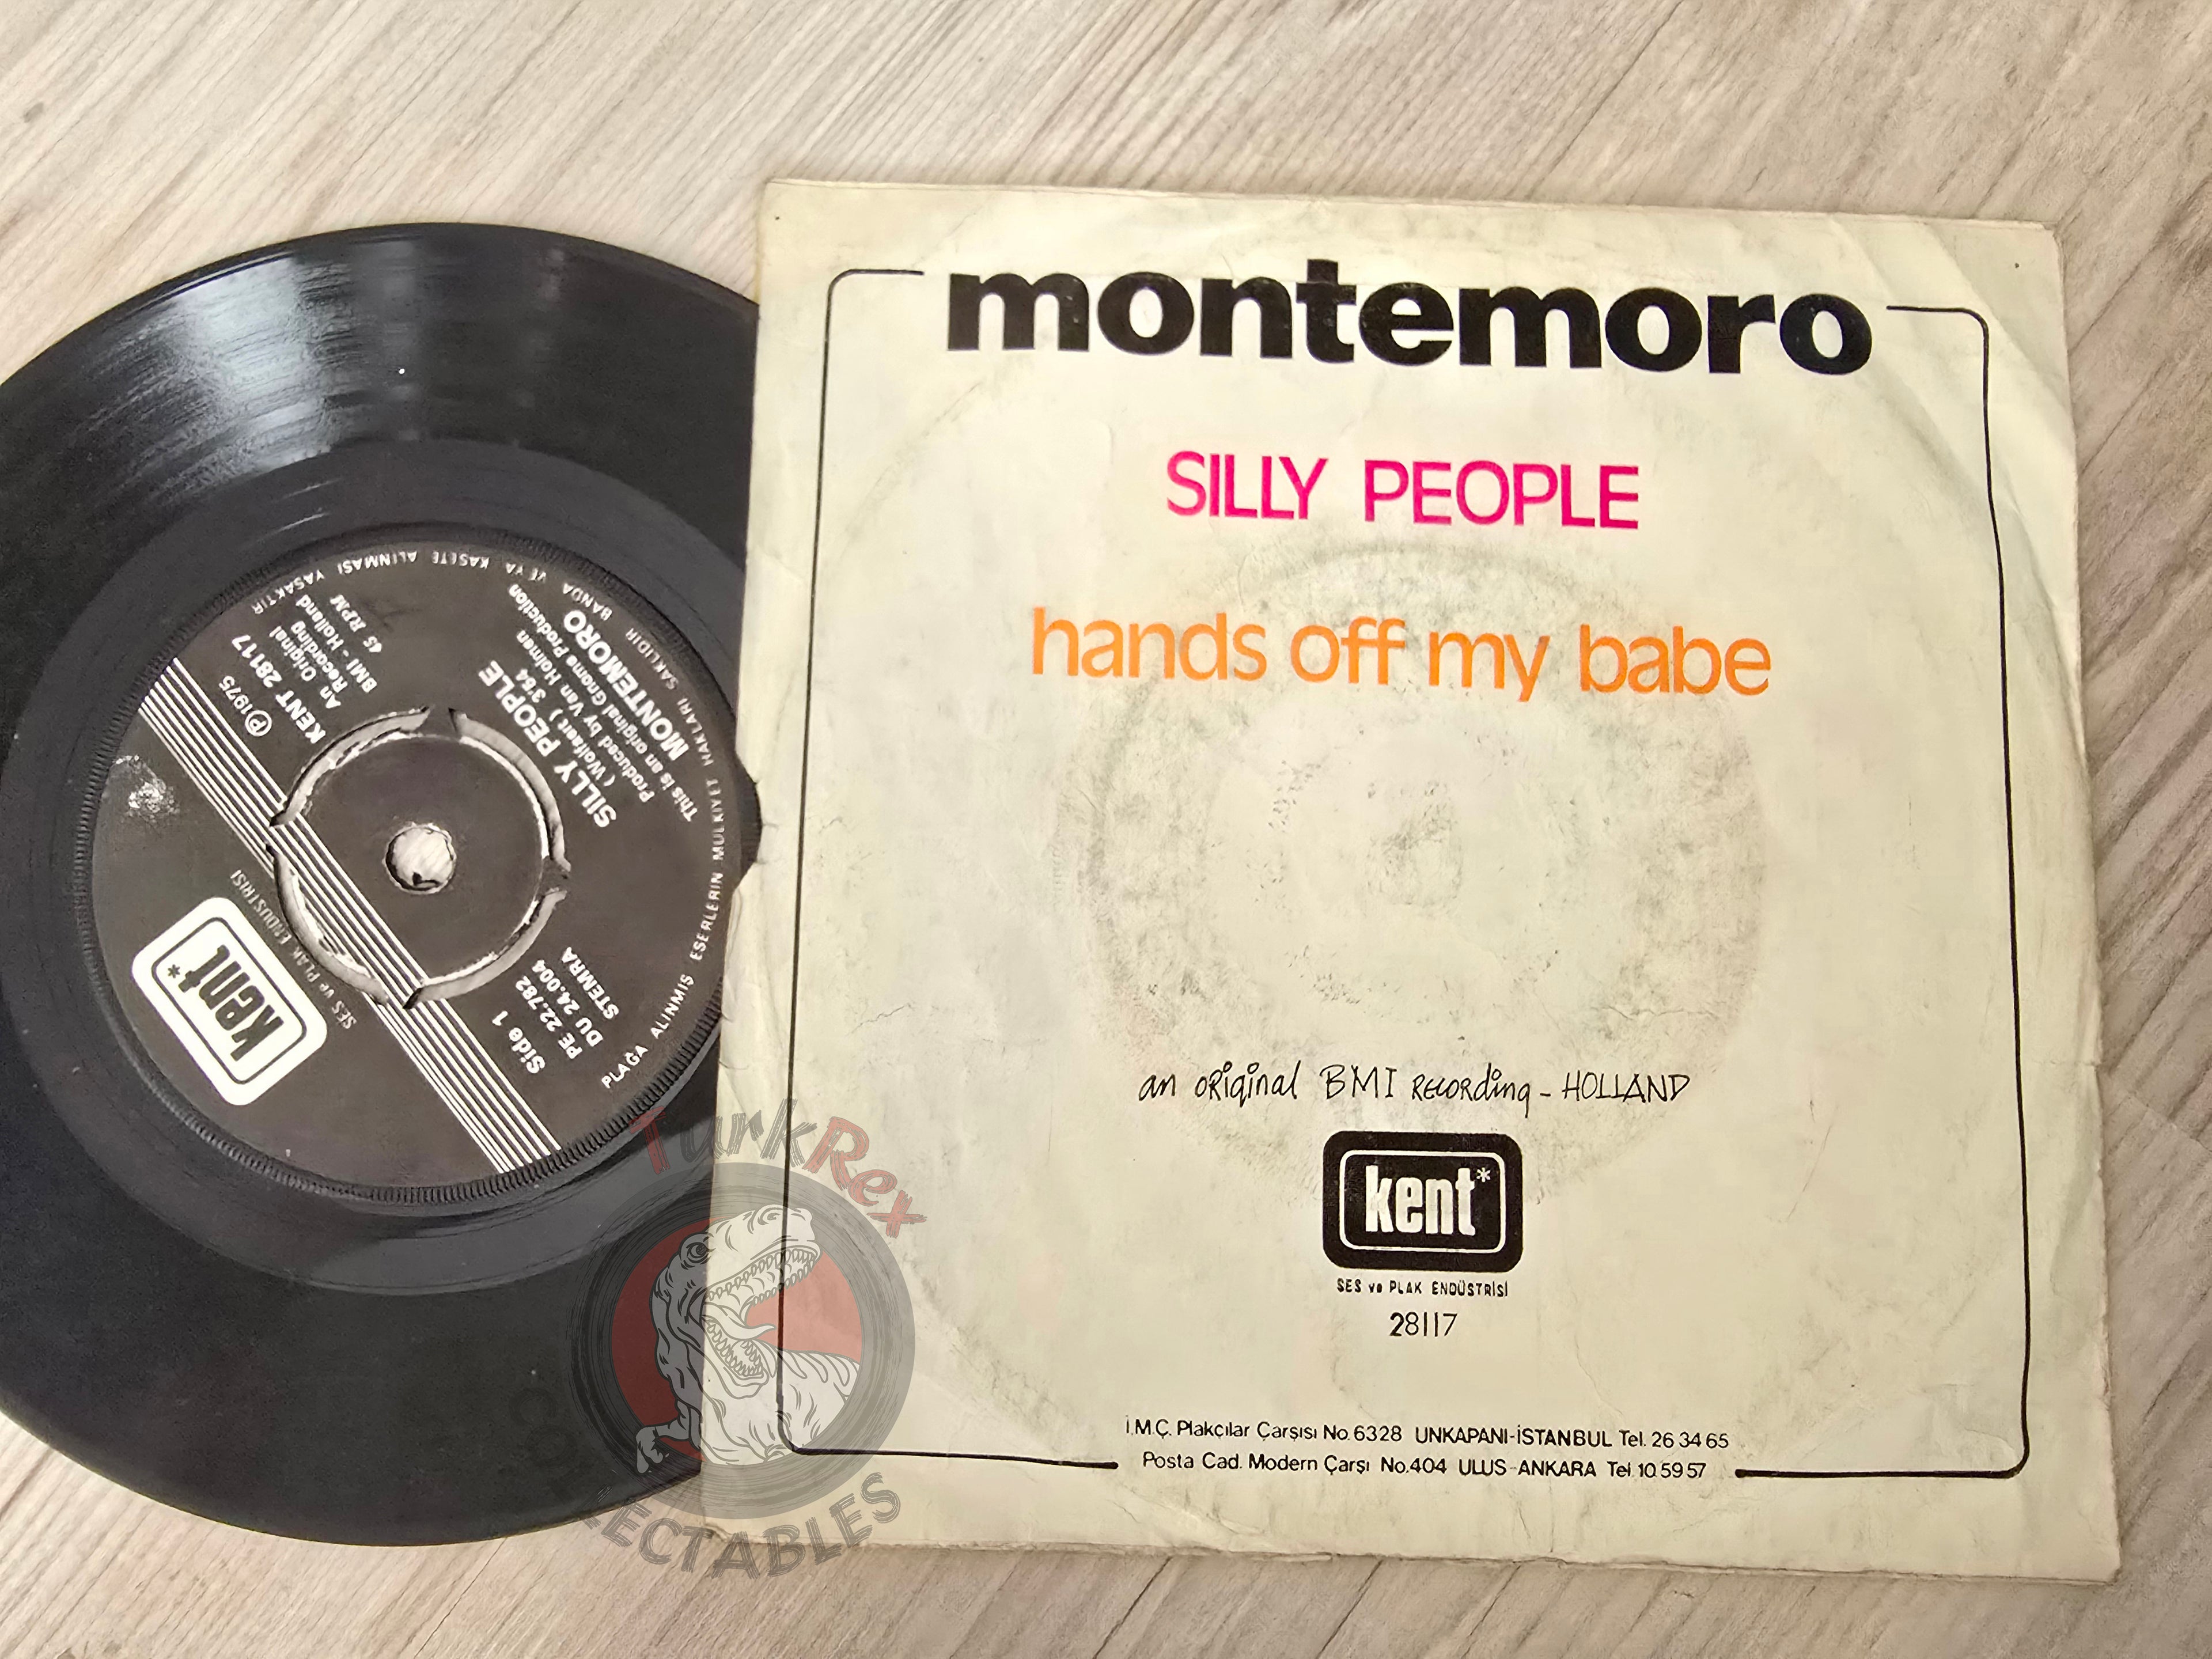 montemoro
SILLY PEOPLE
hands off my babe
an original BMI Recording - HOLLAND
kent*
SES ve PLAK ENDÜSTRİSİ
28117
İ.M.Ç. Plakçılar Çarşısı No.6328 UNKAPANI-İSTANBUL Tel. 26 34 65
Posta Cad. Modern Çarşı No.404 ULUS-ANKARA Tel. 10 59 57
kent*
SES ve PLAK ENDÜSTRİSİ
℗1975
KENT 28117
An Original
Recording
BMI - Holland
45 RPM
Side 1
PE 22.782
DU 24.004
STEMRA
SILLY PEOPLE
(Wolfaert) 3'54
Produced by Van Holmen
This is an original Gnome Production
MONTEMORO
PLAĞA ALINMIŞ ESERLERİN MÜLKİYET HAKLARI SAKLIDIR BANDA VE YA KASETE ALINMASI YASAKTIR
TurkRex